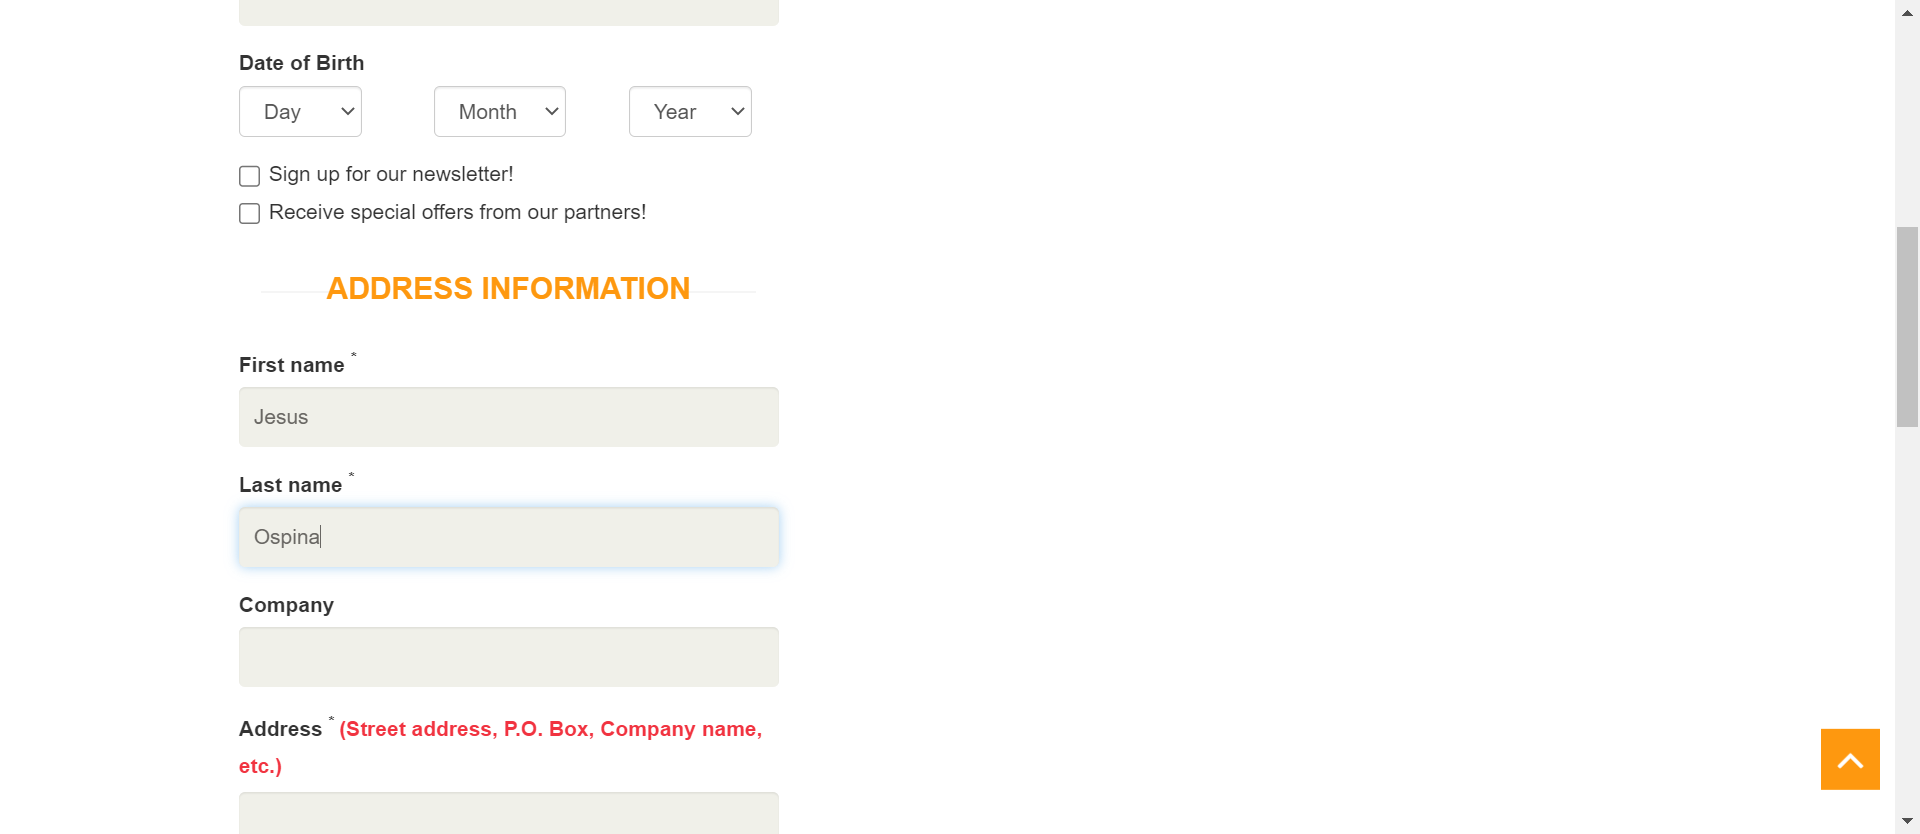 Date of Birth
Day Month Year
Sign up for our newsletter!
Receive special offers from our partners!
ADDRESS INFORMATION
First name *
Jesus
Last name *
Ospina
Company
Address * (Street address, P.O. Box, Company name,
etc.)